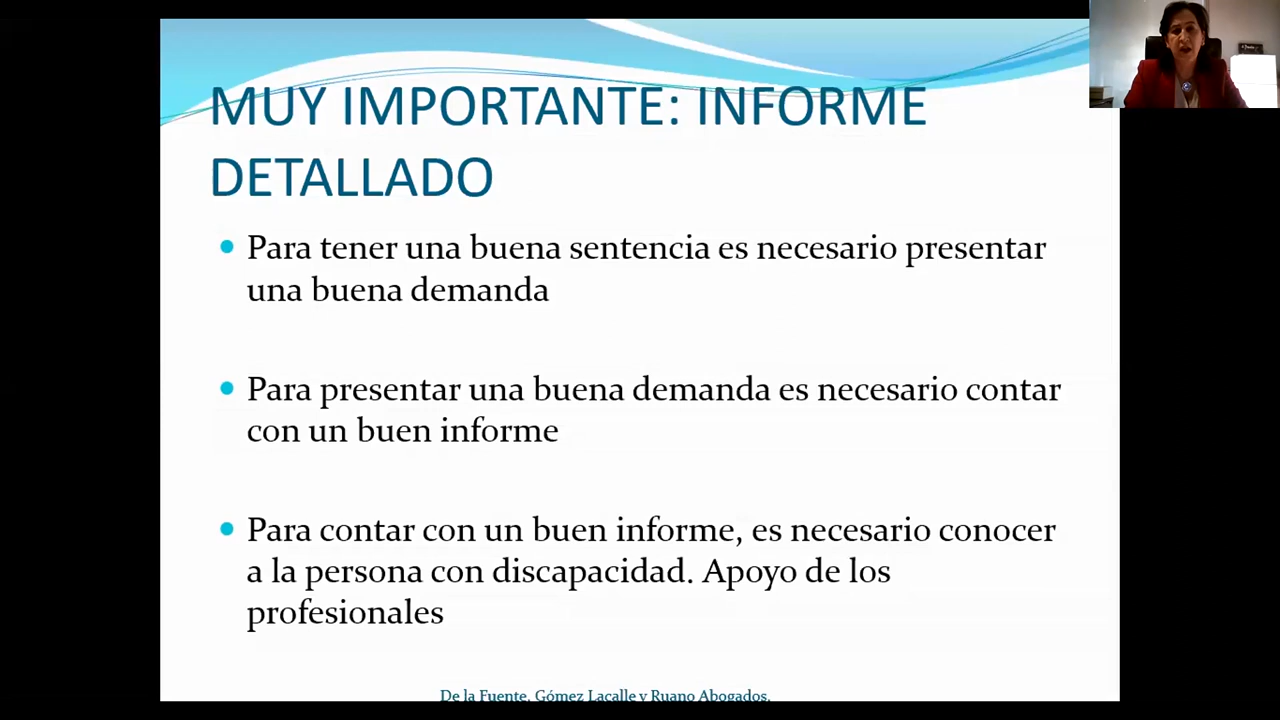 MUY IMPORTANTE: INFORME
DETALLADO
Para tener una buena sentencia es necesario presentar
una buena demanda
Para presentar una buena demanda es necesario contar
con un buen informe
Para contar con un buen informe, es necesario conocer
a la persona con discapacidad. Apoyo de los
profesionales
De la Fuente, Gómez Lacalle y Ruano Abogados.